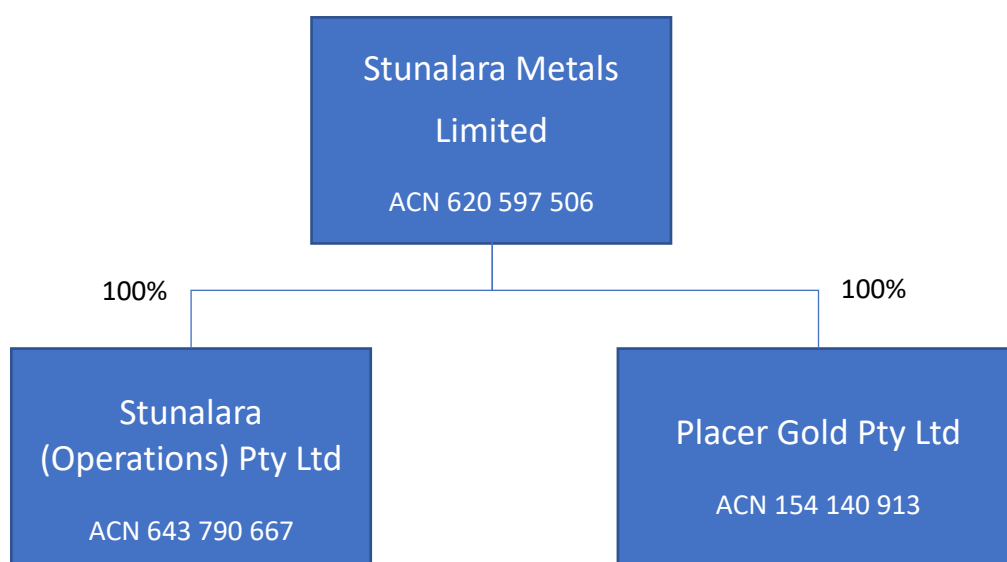 Stunalara Metals
Limited
ACN 620 597 506
100%
100%
Stunalara
(Operations) Pty Ltd
ACN 643 790 667
Placer Gold Pty Ltd
ACN 154 140 913